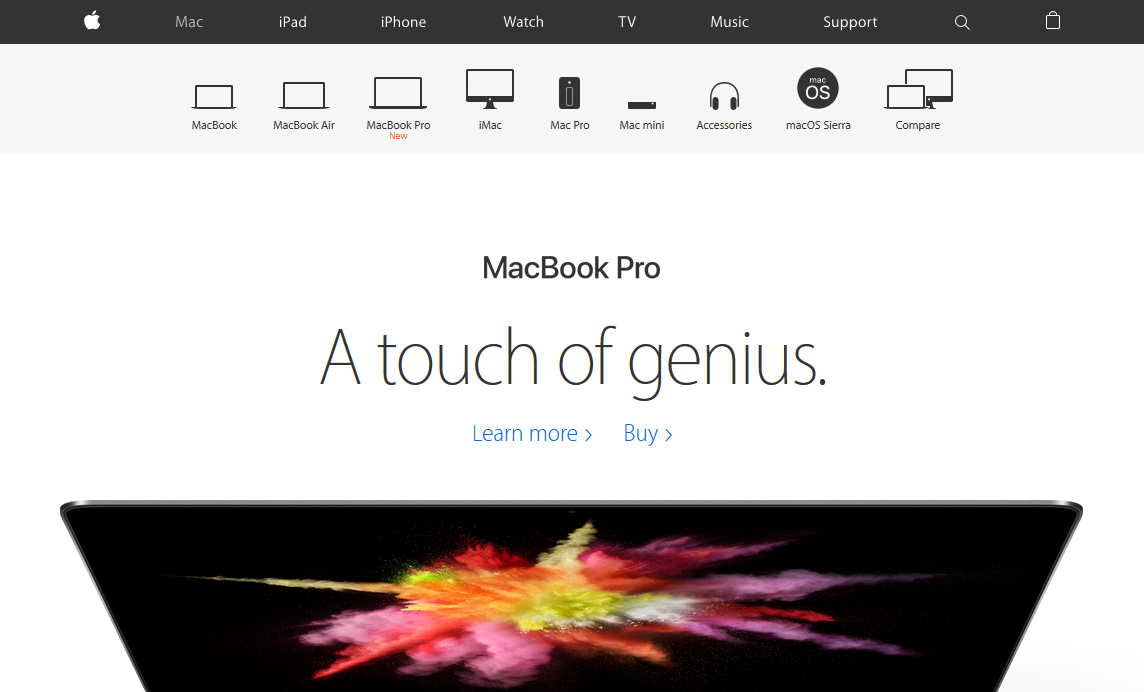 Mac iPad iPhone Watch TV Music Support
mac
OS
MacBook MacBook Air MacBook Pro iMac Mac Pro Mac mini Accessories macOS Sierra Compare
New
MacBook Pro
A touch of genius.
Learn more > Buy >